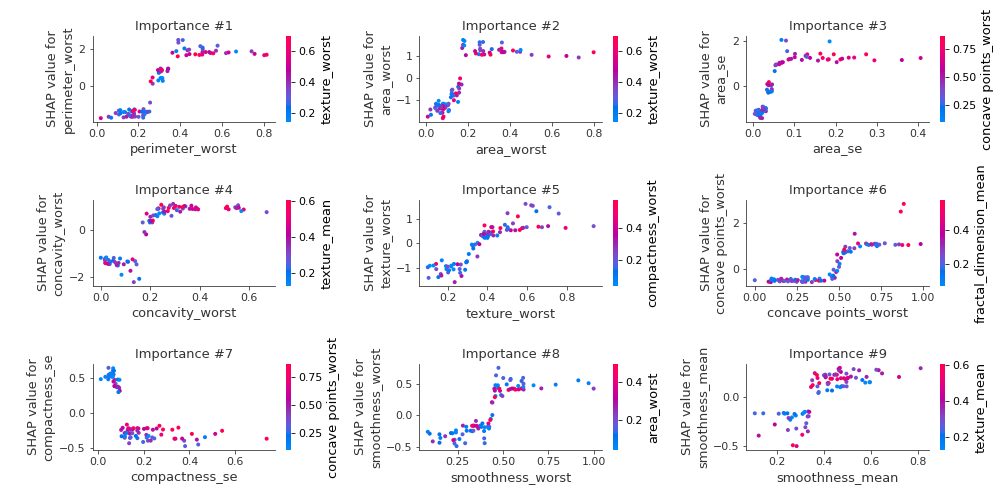 Importance #1
SHAP value for
perimeter_worst
2
0
0.0 0.2 0.4 0.6 0.8
perimeter_worst
0.6
0.4
0.2
texture_worst
Importance #2
SHAP value for
area_worst
1
0
−1
0.0 0.2 0.4 0.6 0.8
area_worst
0.6
0.4
0.2
texture_worst
Importance #3
SHAP value for
area_se
2
0
0.0 0.1 0.2 0.3 0.4
area_se
0.75
0.50
0.25
concave points_worst
Importance #4
SHAP value for
concavity_worst
0
−2
0.0 0.2 0.4 0.6
concavity_worst
0.6
0.4
0.2
texture_mean
Importance #5
SHAP value for
texture_worst
1
0
−1
0.2 0.4 0.6 0.8
texture_worst
0.4
0.2
compactness_worst
Importance #6
SHAP value for
concave points_worst
2
0
0.00 0.25 0.50 0.75 1.00
concave points_worst
0.4
0.2
fractal_dimension_mean
Importance #7
SHAP value for
compactness_se
0.5
0.0
−0.5
0.0 0.2 0.4 0.6
compactness_se
0.75
0.50
0.25
concave points_worst
Importance #8
SHAP value for
smoothness_worst
0.5
0.0
−0.5
0.25 0.50 0.75 1.00
smoothness_worst
0.4
0.2
area_worst
Importance #9
SHAP value for
smoothness_mean
0.0
−0.5
0.2 0.4 0.6 0.8
smoothness_mean
0.6
0.4
0.2
texture_mean